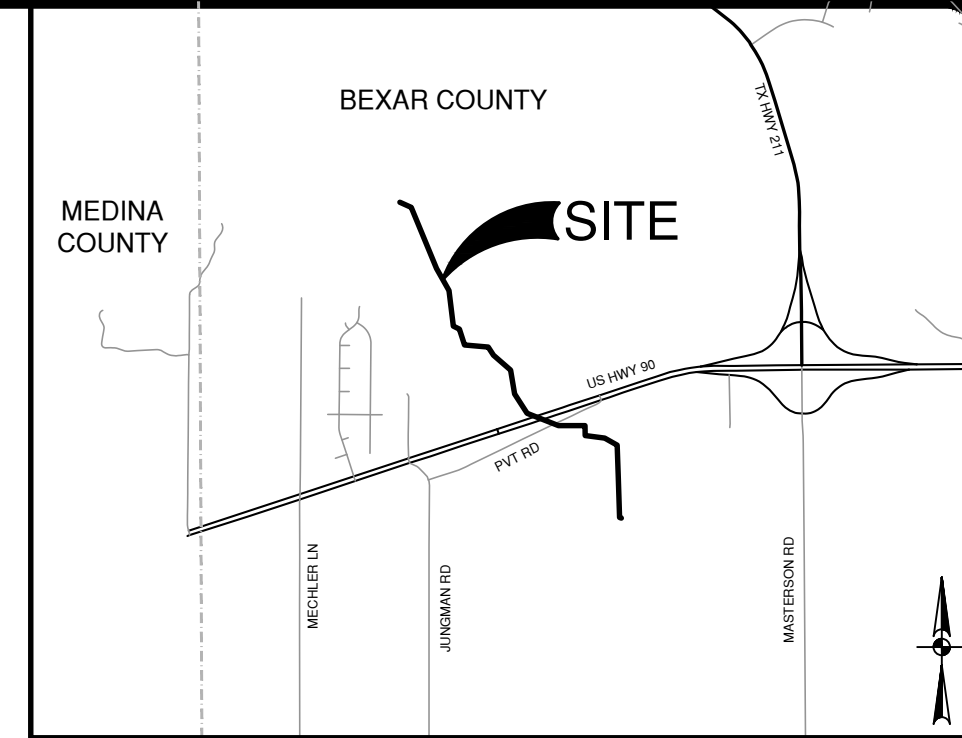 BEXAR COUNTY
TX HWY 211
MEDINA
COUNTY
SITE
US HWY 90
PVT RD
MECHLER LN
JUNGMAN RD
MASTERSON RD